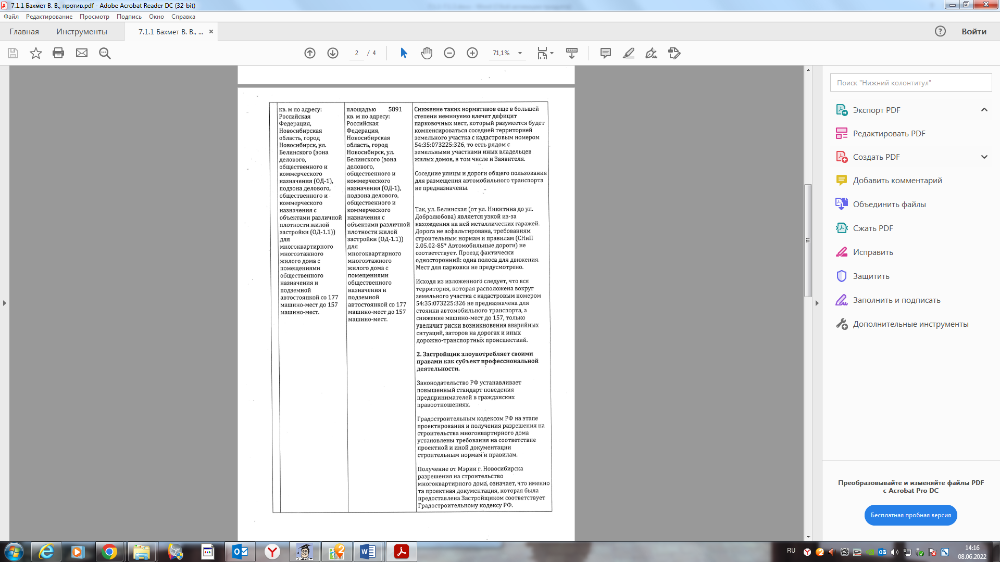 7.1.1 Бахмет В. В., против.pdf - Adobe Acrobat Reader DC (32-bit)
Файл Редактирование Просмотр Подпись Окно Справка
Главная Инструменты 7.1.1 Бахмет В. В., ... Войти
2 / 4 71,1%
кв. м по адресу:
Российская
Федерация,
Новосибирская
область, город
Новосибирск, ул.
Белинского (зона
делового,
общественного и
коммерческого
назначения (ОД-1),
подзона делового,
общественного и
коммерческого
назначения с
объектами различной
плотности жилой
застройки (ОД-1.1))
для
многоквартирного
многоэтажного
жилого дома с
помещениями
общественного
назначения и
подземной
автостоянкой со 177
машино-мест до 157
машино-мест.
площадью 5891
кв. м по адресу:
Российская
Федерация,
Новосибирская
область, город
Новосибирск, ул.
Белинского (зона
делового,
общественного и
коммерческого
назначения (ОД-1),
подзона делового,
общественного и
коммерческого
назначения с
объектами различной
плотности жилой
застройки (ОД-1.1))
для
многоквартирного
многоэтажного
жилого дома с
помещениями
общественного
назначения и
подземной
автостоянкой со 177
машино-мест до 157
машино-мест.
Снижение таких нормативов еще в большей
степени неминуемо влечет дефицит
парковочных мест, который разумеется будет
компенсироваться соседней территорией
земельного участка с кадастровым номером
54:35:073225:326, то есть рядом с
земельными участками иных владельцев
жилых домов, в том числе и Заявителя.
Соседние улицы и дороги общего пользования
для размещения автомобильного транспорта
не предназначены.
Так, ул. Белинская (от ул. Никитина до ул.
Добролюбова) является узкой из-за
нахождения на ней металлических гаражей.
Дорога не асфальтирована, требованиям
строительным нормам и правилам (СНиП
2.05.02-85* Автомобильные дороги) не
соответствует. Проезд фактически
односторонний: одна полоса для движения.
Мест для парковки не предусмотрено.
Исходя из изложенного следует, что вся
территория, которая расположена вокруг
земельного участка с кадастровым номером
54:35:073225:326 не предназначена для
стоянки автомобильного транспорта, а
снижение машино-мест до 157, только
увеличит риски возникновения аварийных
ситуаций, заторов на дорогах и иных
дорожно-транспортных происшествий.
2. Застройщик злоупотребляет своими
правами как субъект профессиональной
деятельности.
Законодательство РФ устанавливает
повышенный стандарт поведения
предпринимателей в гражданских
правоотношениях.
Градостроительным кодексом РФ на этапе
проектирования и получения разрешения на
строительства многоквартирного дома
установлены требования на соответствие
проектной и иной документации
строительным нормам и правилам.
Получение от Мэрии г. Новосибирска
разрешения на строительство
многоквартирного дома, означает, что именно
та проектная документация, которая была
предоставлена Застройщиком соответствует
Градостроительному кодексу РФ.
Поиск "Нижний колонтитул"
Экспорт PDF
Редактировать PDF
Создать PDF
Добавить комментарий
Объединить файлы
Сжать PDF
Исправить
Защитить
Заполнить и подписать
Дополнительные инструменты
Преобразовывайте и изменяйте файлы PDF
с Acrobat Pro DC
Бесплатная пробная версия
RU
14:16
08.06.2022